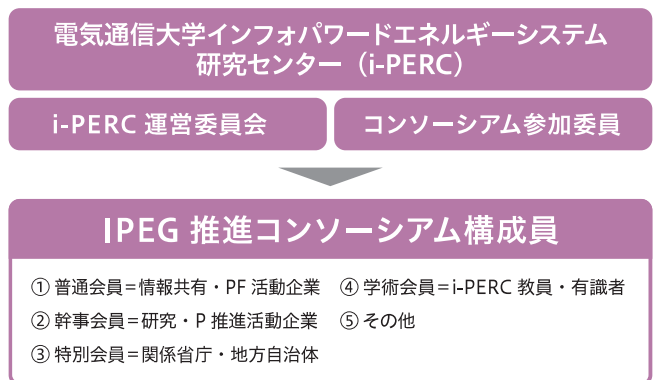 電気通信大学インフォパワードエネルギーシステム
研究センター（i-PERC）
i-PERC 運営委員会
コンソーシアム参加委員
IPEG 推進コンソーシアム構成員
① 普通会員=情報共有・PF 活動企業
② 幹事会員=研究・P 推進活動企業
③ 特別会員=関係省庁・地方自治体
④ 学術会員=i-PERC 教員・有識者
⑤ その他